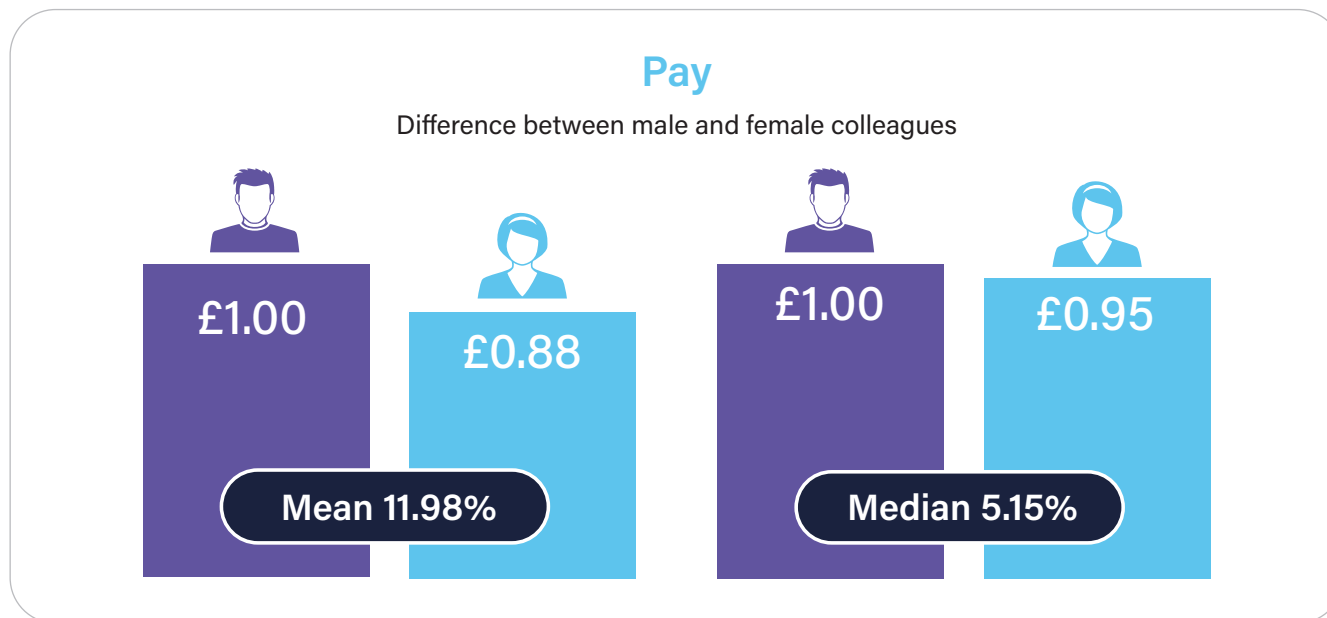 Pay
Difference between male and female colleagues
£1.00
£0.88
Mean 11.98%
£1.00
£0.95
Median 5.15%